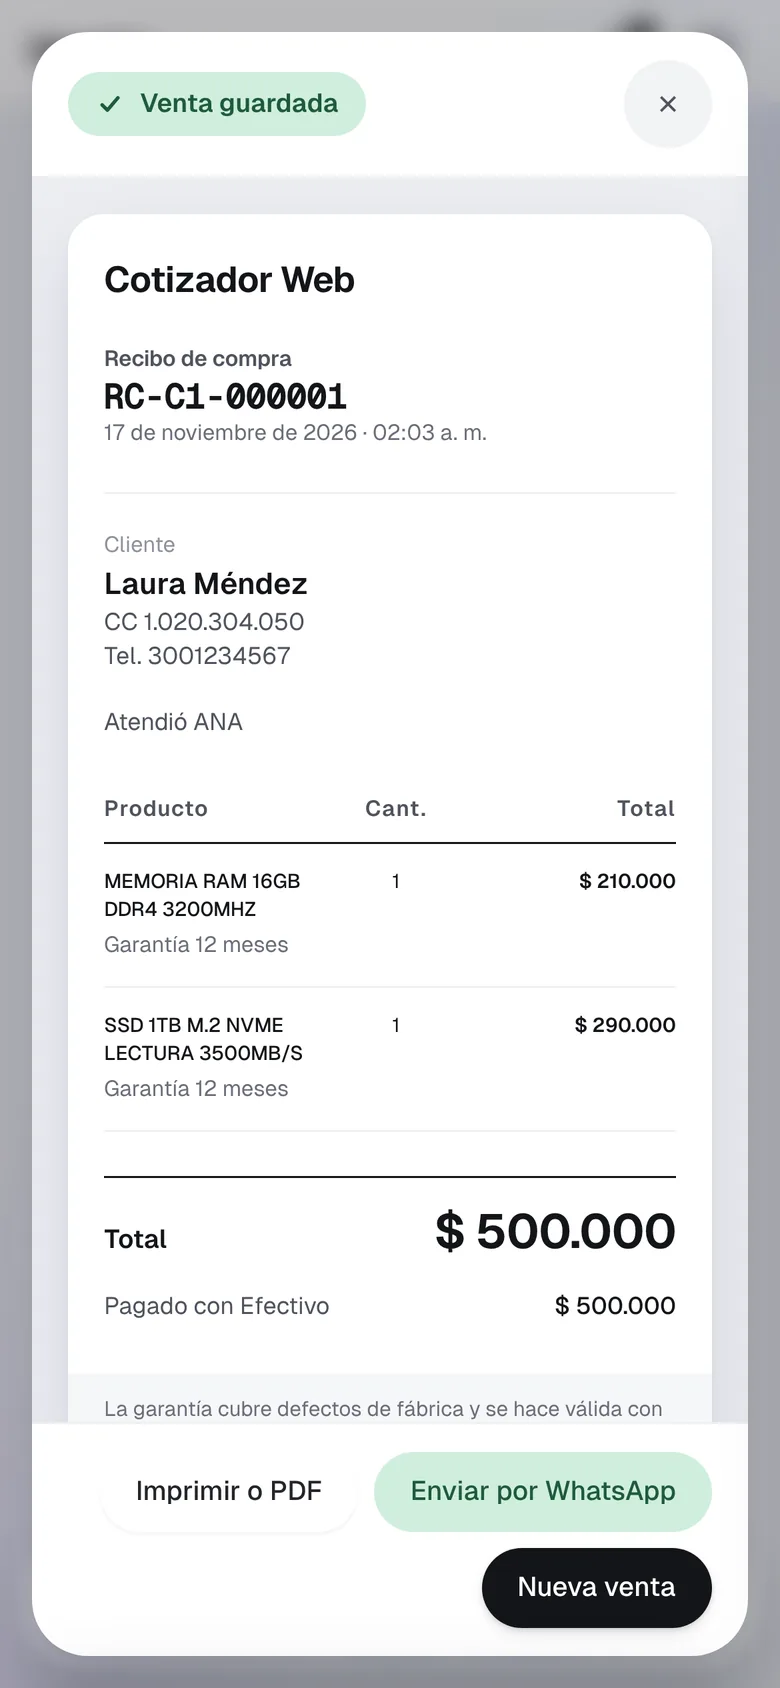 Venta guardada
Cotizador Web
Recibo de compra
RC-C1-000001
17 de noviembre de 2026 · 02:03 a. m.
Cliente
Laura Méndez
CC 1.020.304.050
Tel. 3001234567
Atendió ANA
Producto Cant. Total
MEMORIA RAM 16GB 1 $ 210.000
DDR4 3200MHZ
Garantía 12 meses
SSD 1TB M.2 NVME 1 $ 290.000
LECTURA 3500MB/S
Garantía 12 meses
Total $ 500.000
Pagado con Efectivo $ 500.000
La garantía cubre defectos de fábrica y se hace válida con
Imprimir o PDF Enviar por WhatsApp
Nueva venta